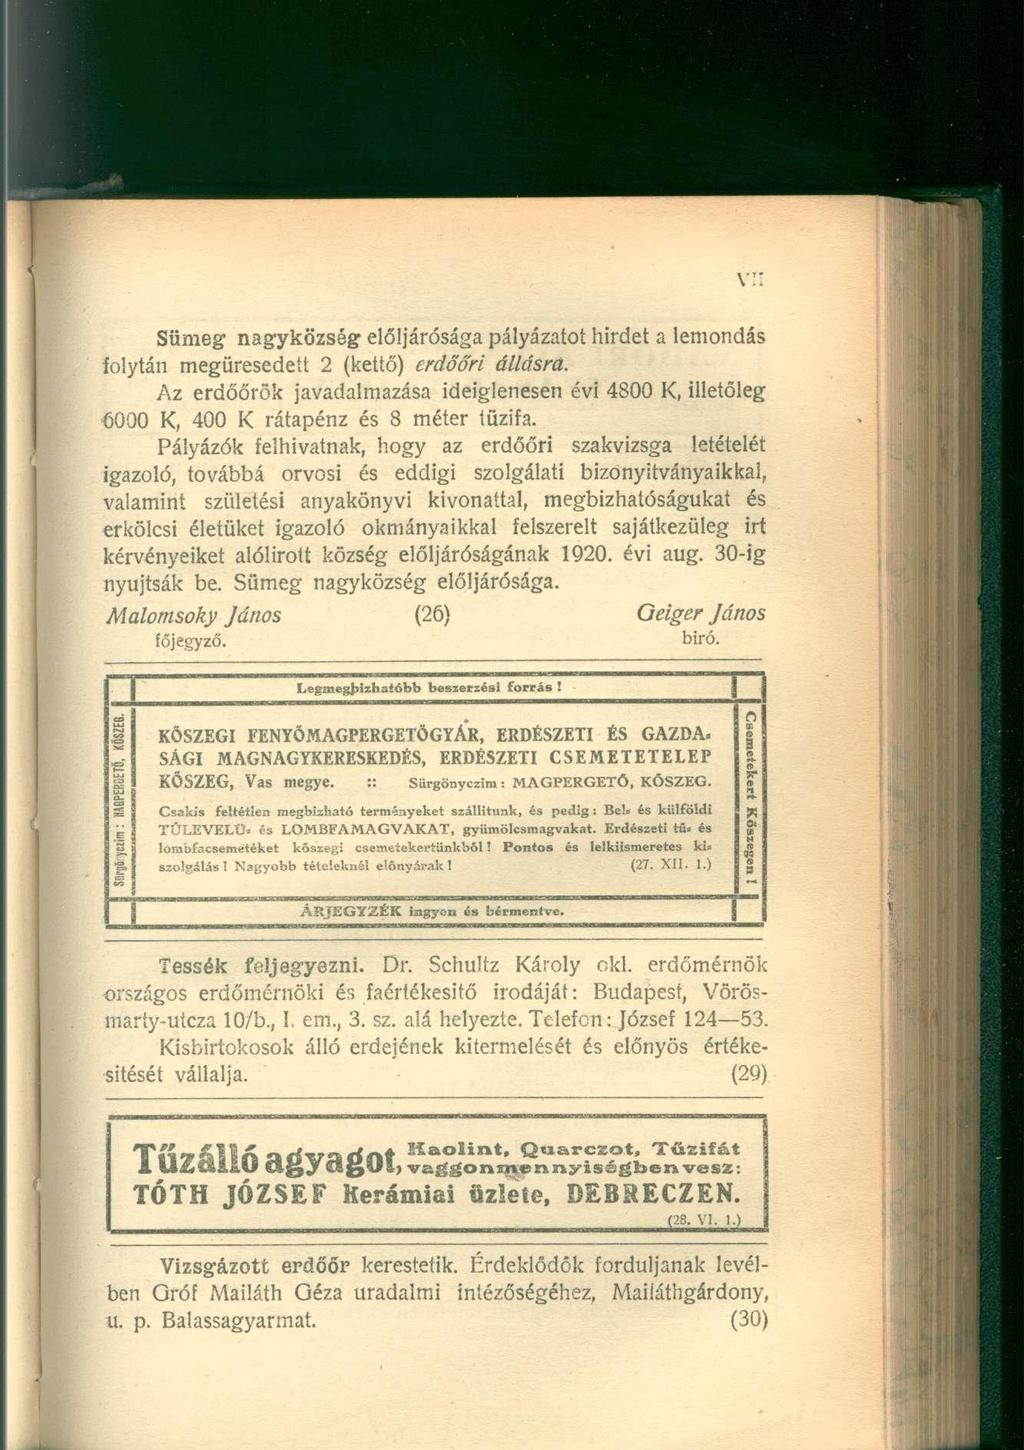 VII
Sümeg nagyközség előljárósága pályázatot hirdet a lemondás
folytán megüresedett 2 (kettő) erdőőri állásra.
Az erdőőrök javadalmazása ideiglenesen évi 4800 K, illetőleg
6000 K, 400 K rátapénz és 8 méter tüzifa.
Pályázók felhivatnak, hogy az erdőőri szakvizsga letételét
igazoló, továbbá orvosi és eddigi szolgálati bizonyitványaikkal,
valamint születési anyakönyvi kivonattal, megbizhatóságukat és
erkölcsi életüket igazoló okmányaikkal felszerelt sajátkezüleg irt
kérvényeiket alólirott község előljáróságának 1920. évi aug. 30-ig
nyujtsák be. Sümeg nagyközség előljárósága.
Malomsoky János (26) Geiger János
főjegyző. biró.
Legmegbizhatóbb beszerzési forrás !
Sürgönyczim : MAGPERGETŐ, KŐSZEG.
KŐSZEGI FENYŐMAGPERGETŐGYÁR, ERDÉSZETI ÉS GAZDA-
SÁGI MAGNAGYKERESKEDÉS, ERDÉSZETI CSEMETETELEP
KŐSZEG, Vas megye. :: Sürgönyczim : MAGPERGETŐ, KŐSZEG.
Csakis feltétlen megbizható terményeket szállitunk, és pedig : Bel- és külföldi
TŰLEVELŰ- és LOMBFAMAGVAKAT, gyümölcsmagvakat. Erdészeti tű- és
lombfacsemetéket kőszegi csemetekertünkből ! Pontos és lelkiismeretes ki-
szolgálás ! Nagyobb tételeknél előnyárak ! (27. XII. 1.)
Csemetekert Kőszegen !
ÁRJEGYZÉK ingyen és bérmentve.
Tessék feljegyezni. Dr. Schultz Károly okl. erdőmérnök
országos erdőmérnöki és faértékesitő irodáját: Budapest, Vörös-
marty-utcza 10/b., I. em., 3. sz. alá helyezte. Telefon: József 124—53.
Kisbirtokosok álló erdejének kitermelését és előnyös értéke-
sitését vállalja. (29)
Tűzálló agyagot, Kaolint, Quarczot, Tűzifát
vaggonmennyiségben vesz:
TÓTH JÓZSEF kerámiai üzlete, DEBRECZEN.
(28. VI. 1.)
Vizsgázott erdőőr kerestetik. Érdeklődők forduljanak levél-
ben Gróf Mailáth Géza uradalmi intézőségéhez, Mailáthgárdony,
u. p. Balassagyarmat. (30)